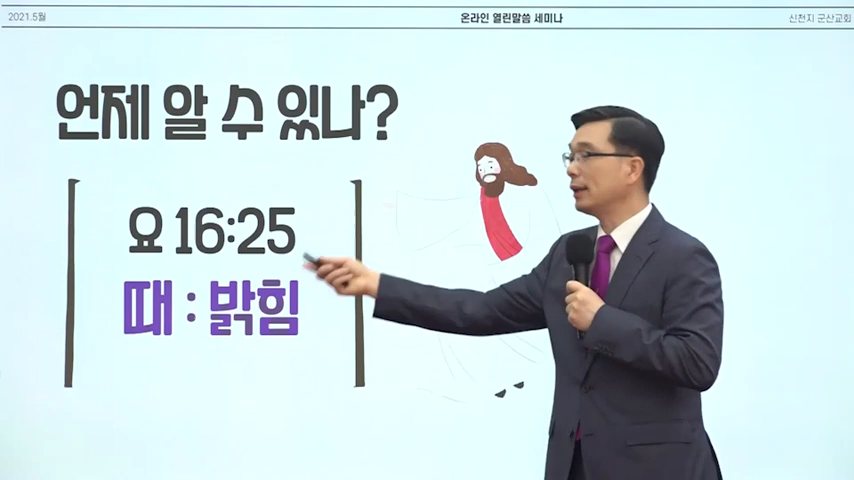 2021.5월
온라인 열린말씀 세미나
신천지 군산교회
언제 알 수 있나?
요 16:25
때 : 밝힘